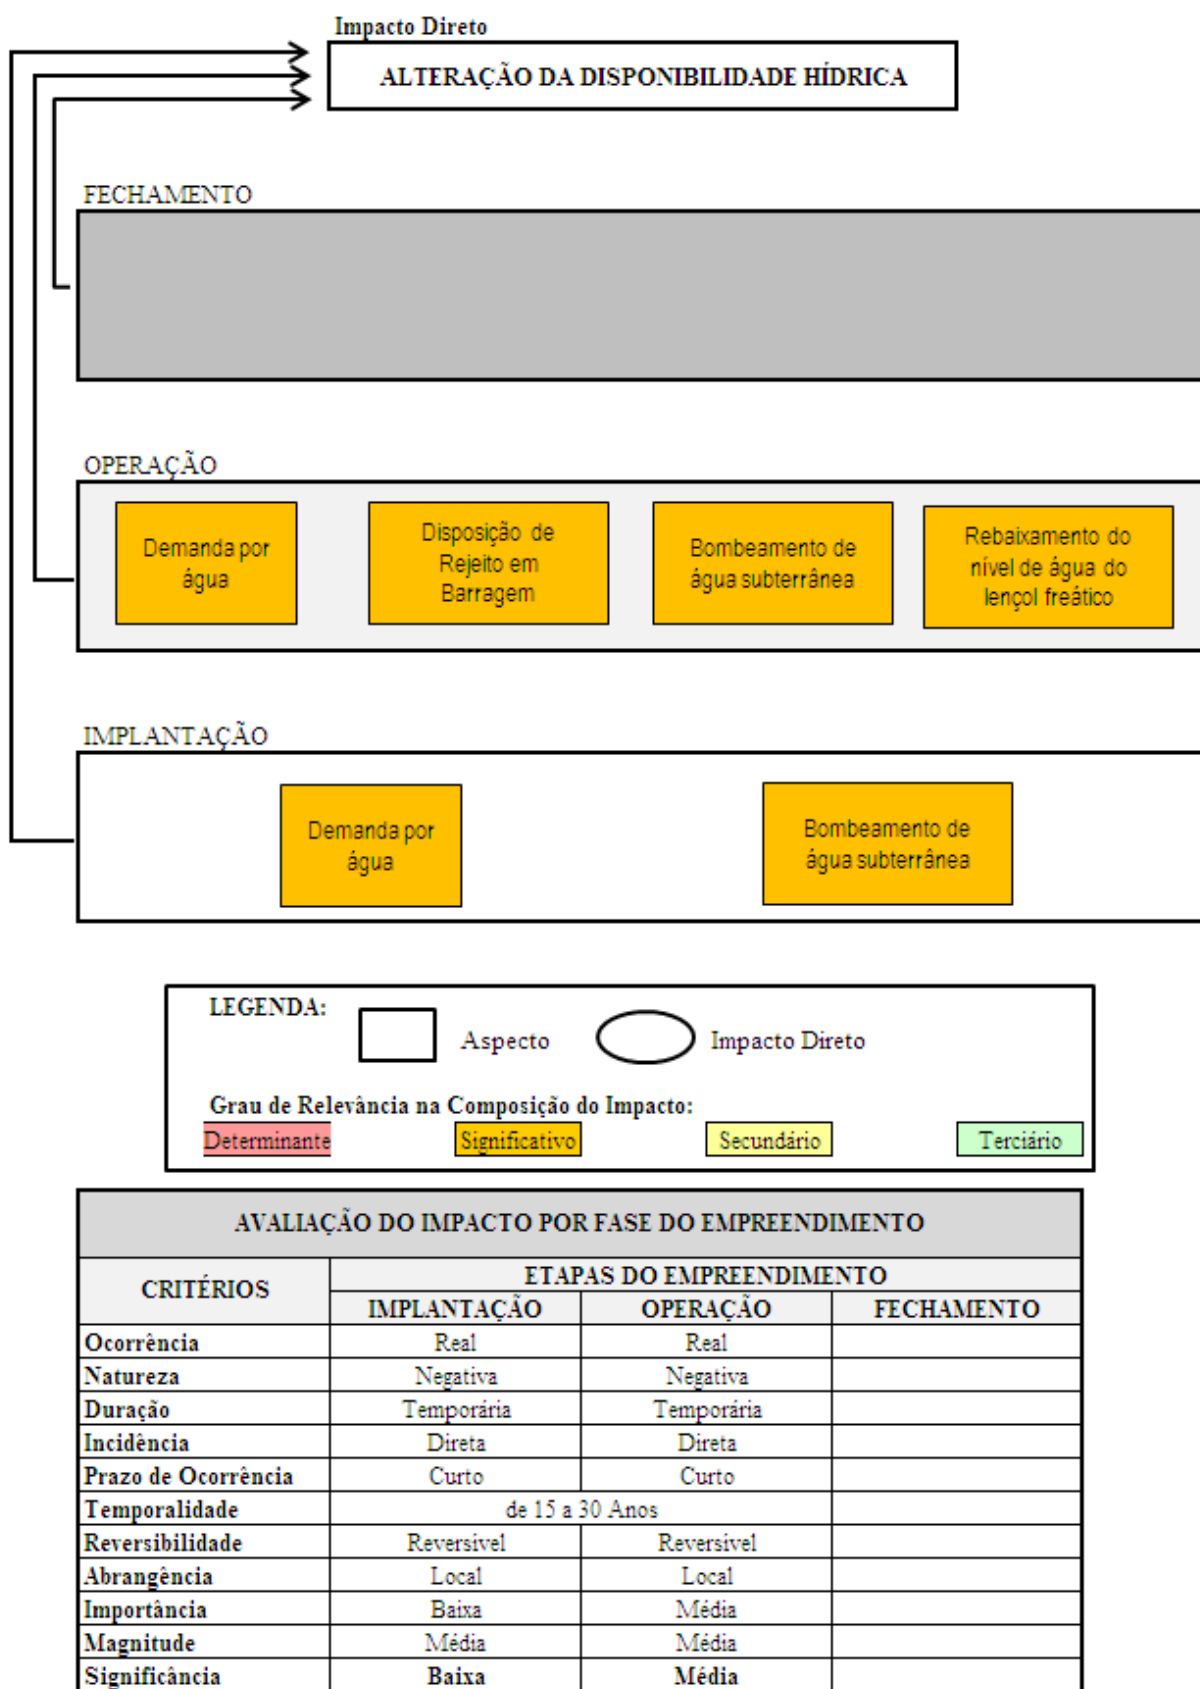 Impacto Direto
ALTERAÇÃO DA DISPONIBILIDADE HÍDRICA
FECHAMENTO
OPERAÇÃO
Demanda por
água
Disposição de
Rejeito em
Barragem
Bombeamento de
água subterrânea
Rebaixamento do
nível de água do
lençol freático
IMPLANTAÇÃO
Demanda por
água
Bombeamento de
água subterrânea
LEGENDA:
Aspecto
Impacto Direto
Grau de Relevância na Composição do Impacto:
Determinante Significativo Secundário Terciário
AVALIAÇÃO DO IMPACTO POR FASE DO EMPREENDIMENTO
CRITÉRIOS
ETAPAS DO EMPREENDIMENTO
IMPLANTAÇÃO OPERAÇÃO FECHAMENTO
Ocorrência Real Real
Natureza Negativa Negativa
Duração Temporária Temporária
Incidência Direta Direta
Prazo de Ocorrência Curto Curto
Temporalidade de 15 a 30 Anos
Reversibilidade Reversível Reversível
Abrangência Local Local
Importância Baixa Média
Magnitude Média Média
Significância Baixa Média